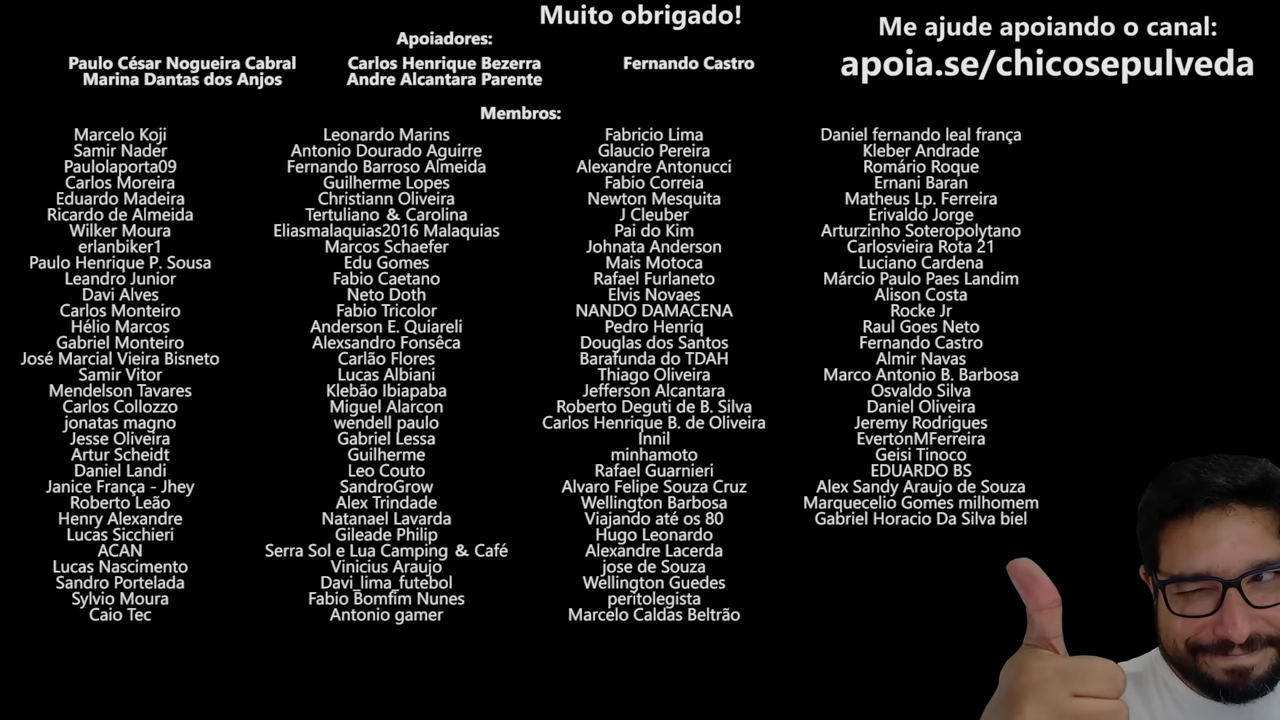 Muito obrigado!
Me ajude apoiando o canal:
apoia.se/chicosepulveda
Apoiadores:
Paulo César Nogueira Cabral
Marina Dantas dos Anjos
Carlos Henrique Bezerra
Andre Alcantara Parente
Fernando Castro
Membros:
Marcelo Koji
Samir Nader
Paulolaporta09
Carlos Moreira
Eduardo Madeira
Ricardo de Almeida
Wilker Moura
erlanbiker1
Paulo Henrique P. Sousa
Leandro Junior
Davi Alves
Carlos Monteiro
Hélio Marcos
Gabriel Monteiro
José Marcial Vieira Bisneto
Samir Vitor
Mendelson Tavares
Carlos Collozzo
jonatas magno
Jesse Oliveira
Artur Scheidt
Daniel Landi
Janice França - Jhey
Roberto Leão
Henry Alexandre
Lucas Sicchieri
ACAN
Lucas Nascimento
Sandro Portelada
Sylvio Moura
Caio Tec
Leonardo Marins
Antonio Dourado Aguirre
Fernando Barroso Almeida
Guilherme Lopes
Christiann Oliveira
Tertuliano & Carolina
Eliasmalaquias2016 Malaquias
Marcos Schaefer
Edu Gomes
Fabio Caetano
Neto Doth
Fabio Tricolor
Anderson E. Quiareli
Alexsandro Fonsêca
Carlão Flores
Lucas Albiani
Klebão Ibiapaba
Miguel Alarcon
wendell paulo
Gabriel Lessa
Guilherme
Leo Couto
SandroGrow
Alex Trindade
Natanael Lavarda
Gileade Philip
Serra Sol e Lua Camping & Café
Vinicius Araujo
Davi_lima_futebol
Fabio Bomfim Nunes
Antonio gamer
Fabricio Lima
Glaucio Pereira
Alexandre Antonucci
Fabio Correia
Newton Mesquita
J Cleuber
Pai do Kim
Johnata Anderson
Mais Motoca
Rafael Furlaneto
Elvis Novaes
NANDO DAMACENA
Pedro Henriq
Douglas dos Santos
Barafunda do TDAH
Thiago Oliveira
Jefferson Alcantara
Roberto Deguti de B. Silva
Carlos Henrique B. de Oliveira
Innil
minhamoto
Rafael Guarnieri
Alvaro Felipe Souza Cruz
Wellington Barbosa
Viajando até os 80
Hugo Leonardo
Alexandre Lacerda
jose de Souza
Wellington Guedes
peritolegista
Marcelo Caldas Beltrão
Daniel fernando leal frança
Kleber Andrade
Romário Roque
Ernani Baran
Matheus Lp. Ferreira
Erivaldo Jorge
Arturzinho Soteropolytano
Carlosvieira Rota 21
Luciano Cardena
Márcio Paulo Paes Landim
Alison Costa
Rocke Jr
Raul Goes Neto
Fernando Castro
Almir Navas
Marco Antonio B. Barbosa
Osvaldo Silva
Daniel Oliveira
Jeremy Rodrigues
EvertonMFerreira
Geisi Tinoco
EDUARDO BS
Alex Sandy Araujo de Souza
Marquecelio Gomes milhomem
Gabriel Horacio Da Silva biel